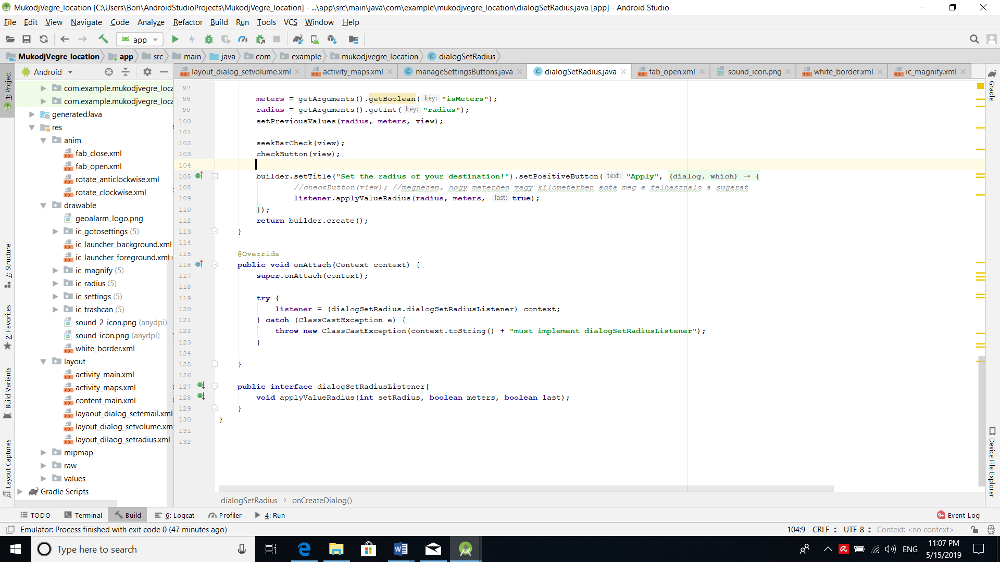 MukodjVegre_location [C:\Users\Bori\AndroidStudioProjects\MukodjVegre_location] - ...\app\src\main\java\com\example\mukodjvegre_location\dialogSetRadius.java [app] - Android Studio
File Edit View Navigate Code Analyze Refactor Build Run Tools VCS Window Help
app
MukodjVegre_location app src main java com example mukodjvegre_location dialogSetRadius
Android
layout_dialog_setvolume.xml activity_maps.xml manageSettingsButtons.java dialogSetRadius.java fab_open.xml sound_icon.png white_border.xml ic_magnify.xml
1: Project
7: Structure
2: Favorites
Build Variants
Layout Captures
com.example.mukodjvegre_loca
com.example.mukodjvegre_loca
generatedJava
res
anim
fab_close.xml
fab_open.xml
rotate_anticlockwise.xml
rotate_clockwise.xml
drawable
geoalarm_logo.png
ic_gotosettings (5)
ic_launcher_background.xml
ic_launcher_foreground.xml
ic_magnify (5)
ic_radius (5)
ic_settings (5)
ic_trashcan (5)
sound_2_icon.png (anydpi)
sound_icon.png (anydpi)
white_border.xml
layout
activity_main.xml
activity_maps.xml
content_main.xml
layaout_dialog_setemail.xml
layout_dialog_setvolume.xm
layout_dilaog_setradius.xml
mipmap
raw
values
Gradle Scripts
97
98 meters = getArguments().getBoolean( key: "isMeters");
99 radius = getArguments().getInt( key: "radius");
100 setPreviousValues(radius, meters, view);
101
102 seekBarCheck(view);
103 checkButton(view);
104
105 builder.setTitle("Set the radius of your destination!").setPositiveButton( text: "Apply", (dialog, which) → {
108 //checkButton(view); //megnezem, hogy meterben vagy kilometerben adta meg a felhasznalo a sugarat
109 listener.applyValueRadius(radius, meters, last: true);
110 });
112 return builder.create();
113 }
114
115 @Override
116 public void onAttach(Context context) {
117 super.onAttach(context);
118
119 try {
120 listener = (dialogSetRadius.dialogSetRadiusListener) context;
121 } catch (ClassCastException e) {
122 throw new ClassCastException(context.toString() + "must implement dialogSetRadiusListener");
123 }
124
125 }
126
127 public interface dialogSetRadiusListener{
128 void applyValueRadius(int setRadius, boolean meters, boolean last);
129 }
130 }
131
132
Gradle
Device File Explorer
dialogSetRadius › onCreateDialog()
TODO Terminal Build 6: Logcat Profiler 4: Run 9+ Event Log
Emulator: Process finished with exit code 0 (47 minutes ago) 104:9 CRLF UTF-8 Context: <no context>
Type here to search
ENG
11:07 PM
5/15/2019